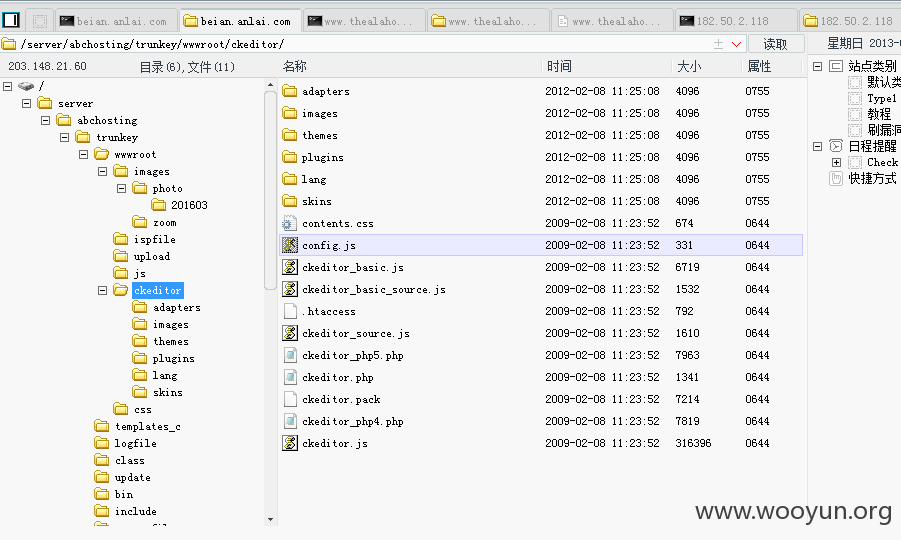 beian.anlai.com
beian.anlai.com
www.thealaho...
www.thealaho...
www.thealaho...
182.50.2.118
182.50.2.118
/server/abchosting/trunkey/wwwroot/ckeditor/
读取
星期日 2013-0
203.148.21.60
目录(6),文件(11)
名称 时间 大小 属性
/
server
abchosting
trunkey
wwwroot
images
photo
201603
zoom
ispfile
upload
js
ckeditor
adapters
images
themes
plugins
lang
skins
css
templates_c
logfile
class
update
bin
include
adapters 2012-02-08 11:25:08 4096 0755
images 2012-02-08 11:25:08 4096 0755
themes 2012-02-08 11:25:08 4096 0755
plugins 2012-02-08 11:25:08 4096 0755
lang 2012-02-08 11:25:08 4096 0755
skins 2012-02-08 11:25:08 4096 0755
contents.css 2009-02-08 11:23:52 674 0644
config.js 2009-02-08 11:23:52 331 0644
ckeditor_basic.js 2009-02-08 11:23:52 6719 0644
ckeditor_basic_source.js 2009-02-08 11:23:52 1532 0644
.htaccess 2009-02-08 11:23:52 792 0644
ckeditor_source.js 2009-02-08 11:23:52 1610 0644
ckeditor_php5.php 2009-02-08 11:23:52 7963 0644
ckeditor.php 2009-02-08 11:23:52 1341 0644
ckeditor.pack 2009-02-08 11:23:52 7214 0644
ckeditor_php4.php 2009-02-08 11:23:52 7819 0644
ckeditor.js 2009-02-08 11:23:52 316396 0644
站点类别
默认类
Type1
教程
刷漏洞
日程提醒
Check
快捷方式
www.wooyun.org